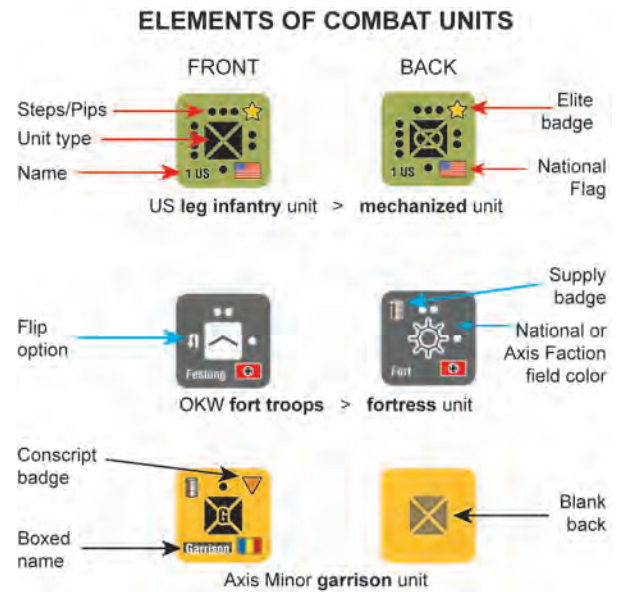 ELEMENTS OF COMBAT UNITS
FRONT BACK
Steps/Pips
Unit type
Name
1 US
1 US
Elite
badge
National
Flag
US leg infantry unit > mechanized unit
Flip
option
Festung
Fort
Supply
badge
National or
Axis Faction
field color
OKW fort troops > fortress unit
Conscript
badge
Boxed
name
G
Garrison
Blank
back
Axis Minor garrison unit